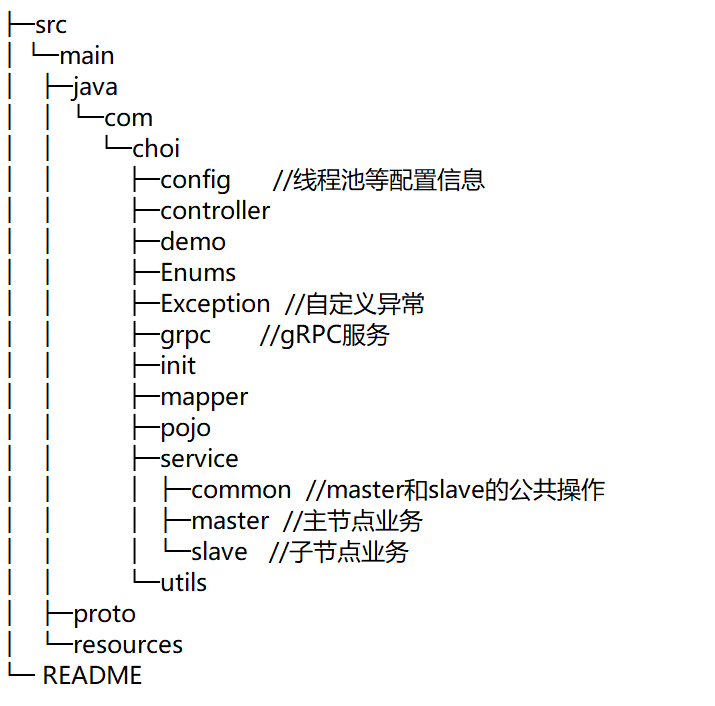 ├─src
│ └─main
│ ├─java
│ │ └─com
│ │ └─choi
│ │ ├─config //线程池等配置信息
│ │ ├─controller
│ │ ├─demo
│ │ ├─Enums
│ │ ├─Exception //自定义异常
│ │ ├─grpc //gRPC服务
│ │ ├─init
│ │ ├─mapper
│ │ ├─pojo
│ │ ├─service
│ │ │ ├─common //master和slave的公共操作
│ │ │ ├─master //主节点业务
│ │ │ └─slave //子节点业务
│ │ └─utils
│ ├─proto
│ └─resources
└─ README